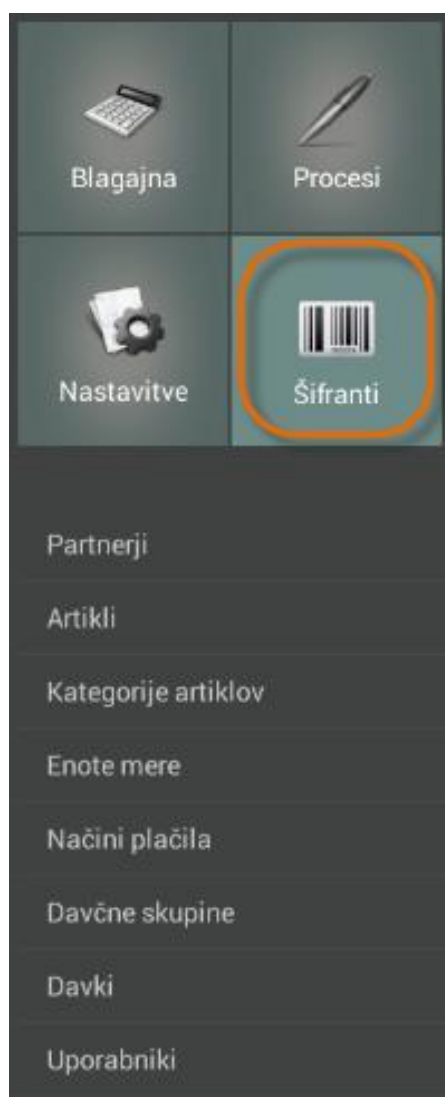 Blagajna
Procesi
Nastavitve
Šifranti
Partnerji
Artikli
Kategorije artiklov
Enote mere
Načini plačila
Davčne skupine
Davki
Uporabniki